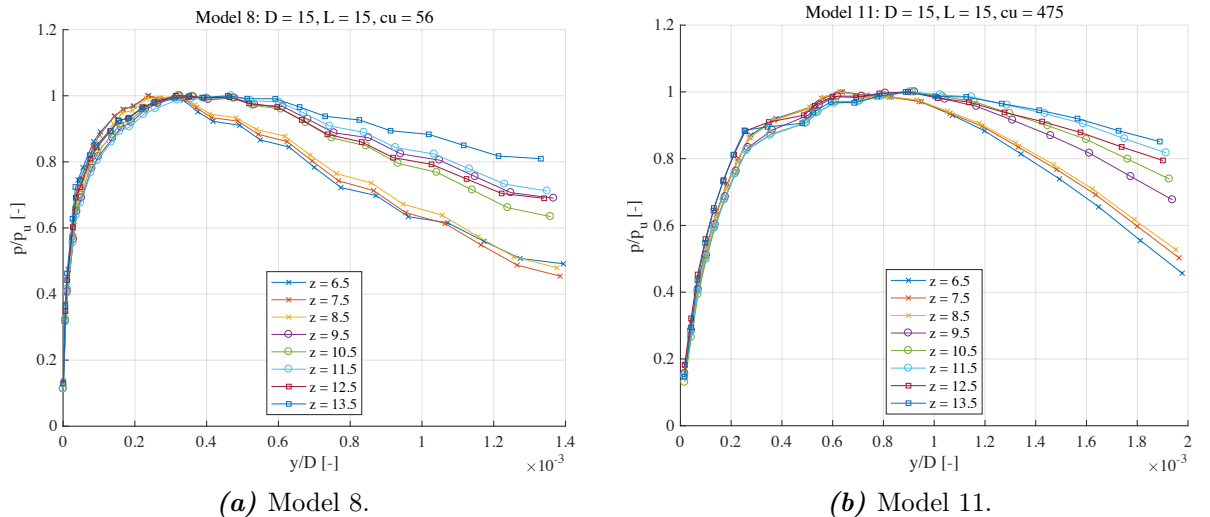 Model 8: D = 15, L = 15, cu = 56
1.2
1
0.8
0.6
0.4
0.2
0
p/p_u [-]
z = 6.5
z = 7.5
z = 8.5
z = 9.5
z = 10.5
z = 11.5
z = 12.5
z = 13.5
0 0.2 0.4 0.6 0.8 1 1.2 1.4
y/D [-]
×10⁻³
(a) Model 8.
Model 11: D = 15, L = 15, cu = 475
1.2
1
0.8
0.6
0.4
0.2
0
p/p_u [-]
z = 6.5
z = 7.5
z = 8.5
z = 9.5
z = 10.5
z = 11.5
z = 12.5
z = 13.5
0 0.2 0.4 0.6 0.8 1 1.2 1.4 1.6 1.8 2
y/D [-]
×10⁻³
(b) Model 11.